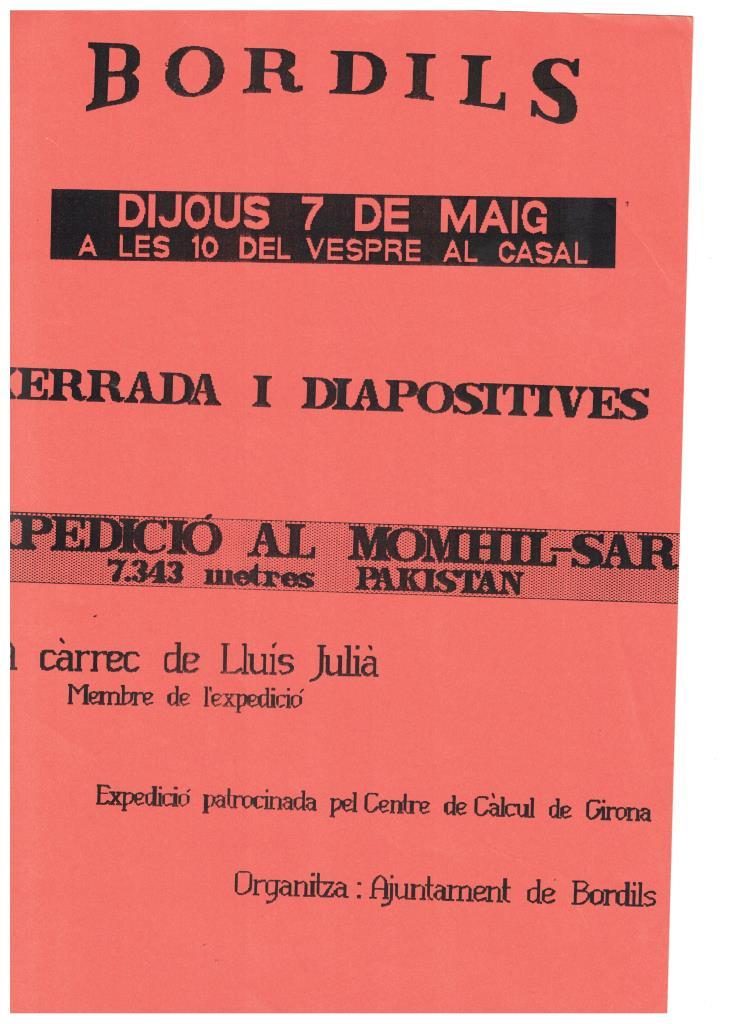 BORDILS
DIJOUS 7 DE MAIG
A LES 10 DEL VESPRE AL CASAL
XERRADA I DIAPOSITIVES
XPEDICIÓ AL MOMHIL-SAR
7.343 metres PAKISTAN
A càrrec de Lluís Julià
Membre de l'expedició
Expedició patrocinada pel Centre de Càlcul de Girona
Organitza : Ajuntament de Bordils